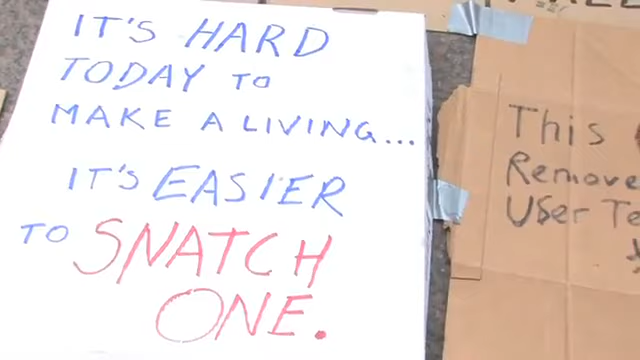 IT'S HARD
TODAY TO
MAKE A LIVING...
IT'S EASIER
TO SNATCH
ONE.
This
Remove
User Te